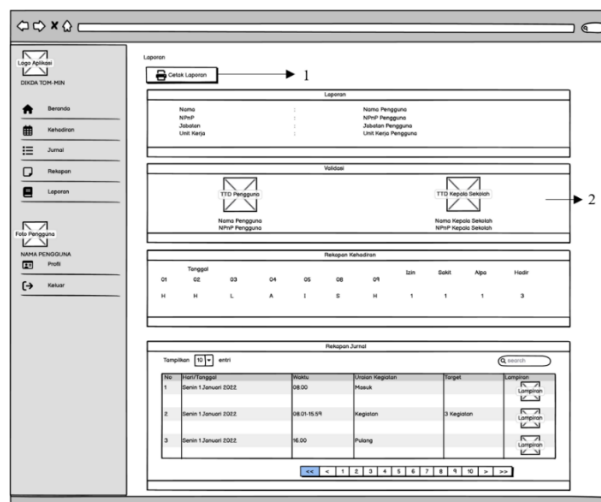 Logo Aplikasi
DIKDA TOM-MIN
Beranda
Kehadiran
Jurnal
Rekapan
Laporan
Foto Pengguna
NAMA PENGGUNA
Profil
Keluar
Laporan
Cetak Laporan
1
Laporan
Nama : Nama Pengguna
NPnP : NPnP Pengguna
Jabatan : Jabatan Pengguna
Unit Kerja : Unit Kerja Pengguna
Validasi
TTD Pengguna TTD Kepala Sekolah
2
Nama Pengguna Nama Kepala Sekolah
NPnP Pengguna NPnP Kepala Sekolah
Rekapan Kehadiran
Tanggal Izin Sakit Alpa Hadir
01 02 03 04 05 08 09
H H L A I S H 1 1 1 3
Rekapan Jurnal
Tampilkan 10 entri search
No Hari/Tanggal Waktu Uraian Kegiatan Target Lampiran
1 Senin 1 Januari 2022 08.00 Masuk Lampiran
2 Senin 1 Januari 2022 08.01-15.59 Kegiatan 3 Kegiatan Lampiran
3 Senin 1 Januari 2022 16.00 Pulang Lampiran
<< < 1 2 3 4 5 6 7 8 9 10 > >>